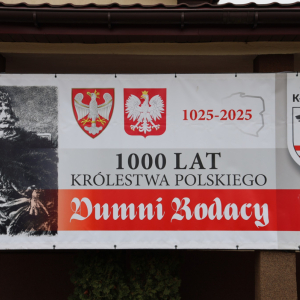 1025-2025
1000 LAT
KRÓLESTWA POLSKIEGO
Dumni Rodacy